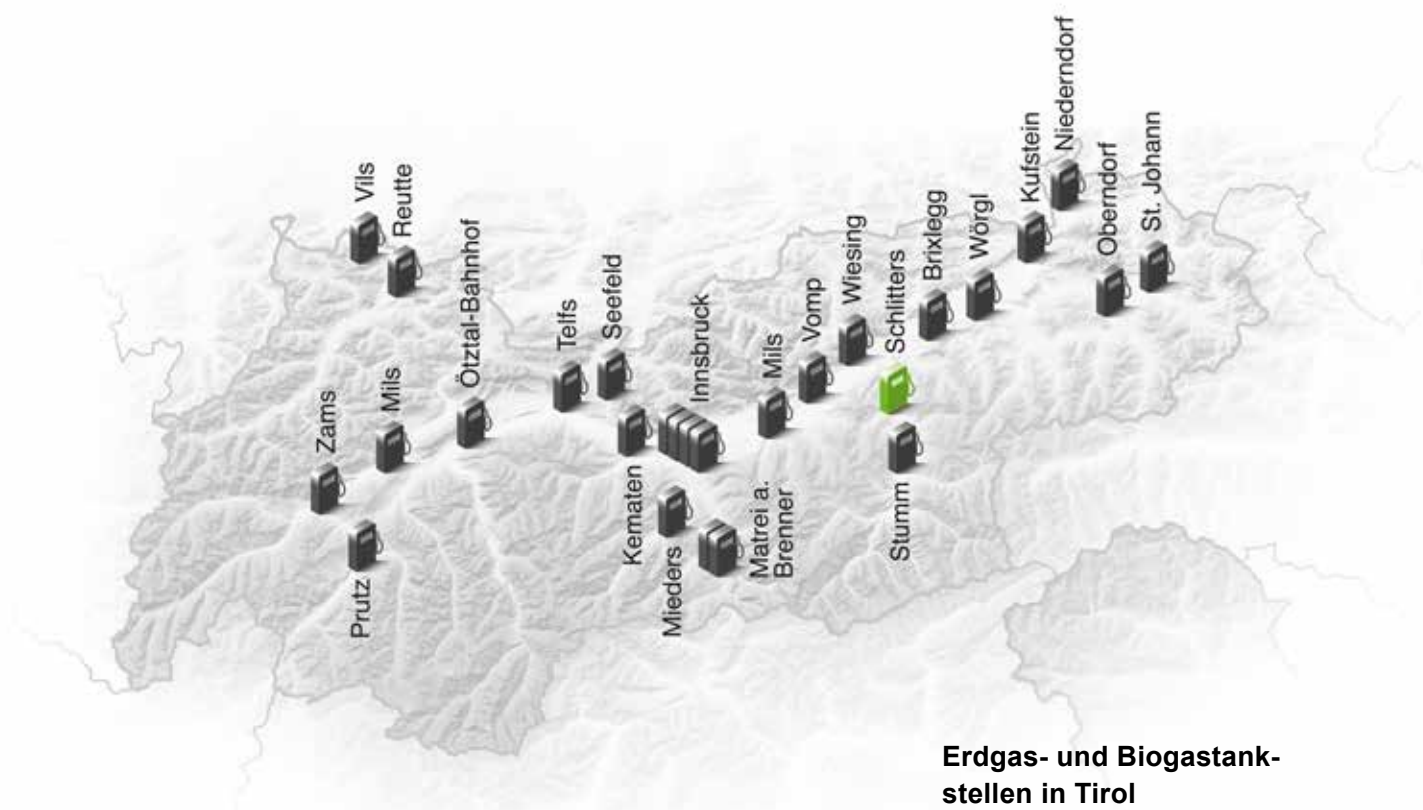 Vils
Reutte
Zams
Mils
Ötztal-Bahnhof
Telfs
Seefeld
Innsbruck
Mils
Vomp
Wiesing
Schlitters
Brixlegg
Wörgl
Kufstein
Niederndorf
Oberndorf
St. Johann
Prutz
Kematen
Mieders
Matrei a.
Brenner
Stumm
Erdgas- und Biogastank-
stellen in Tirol